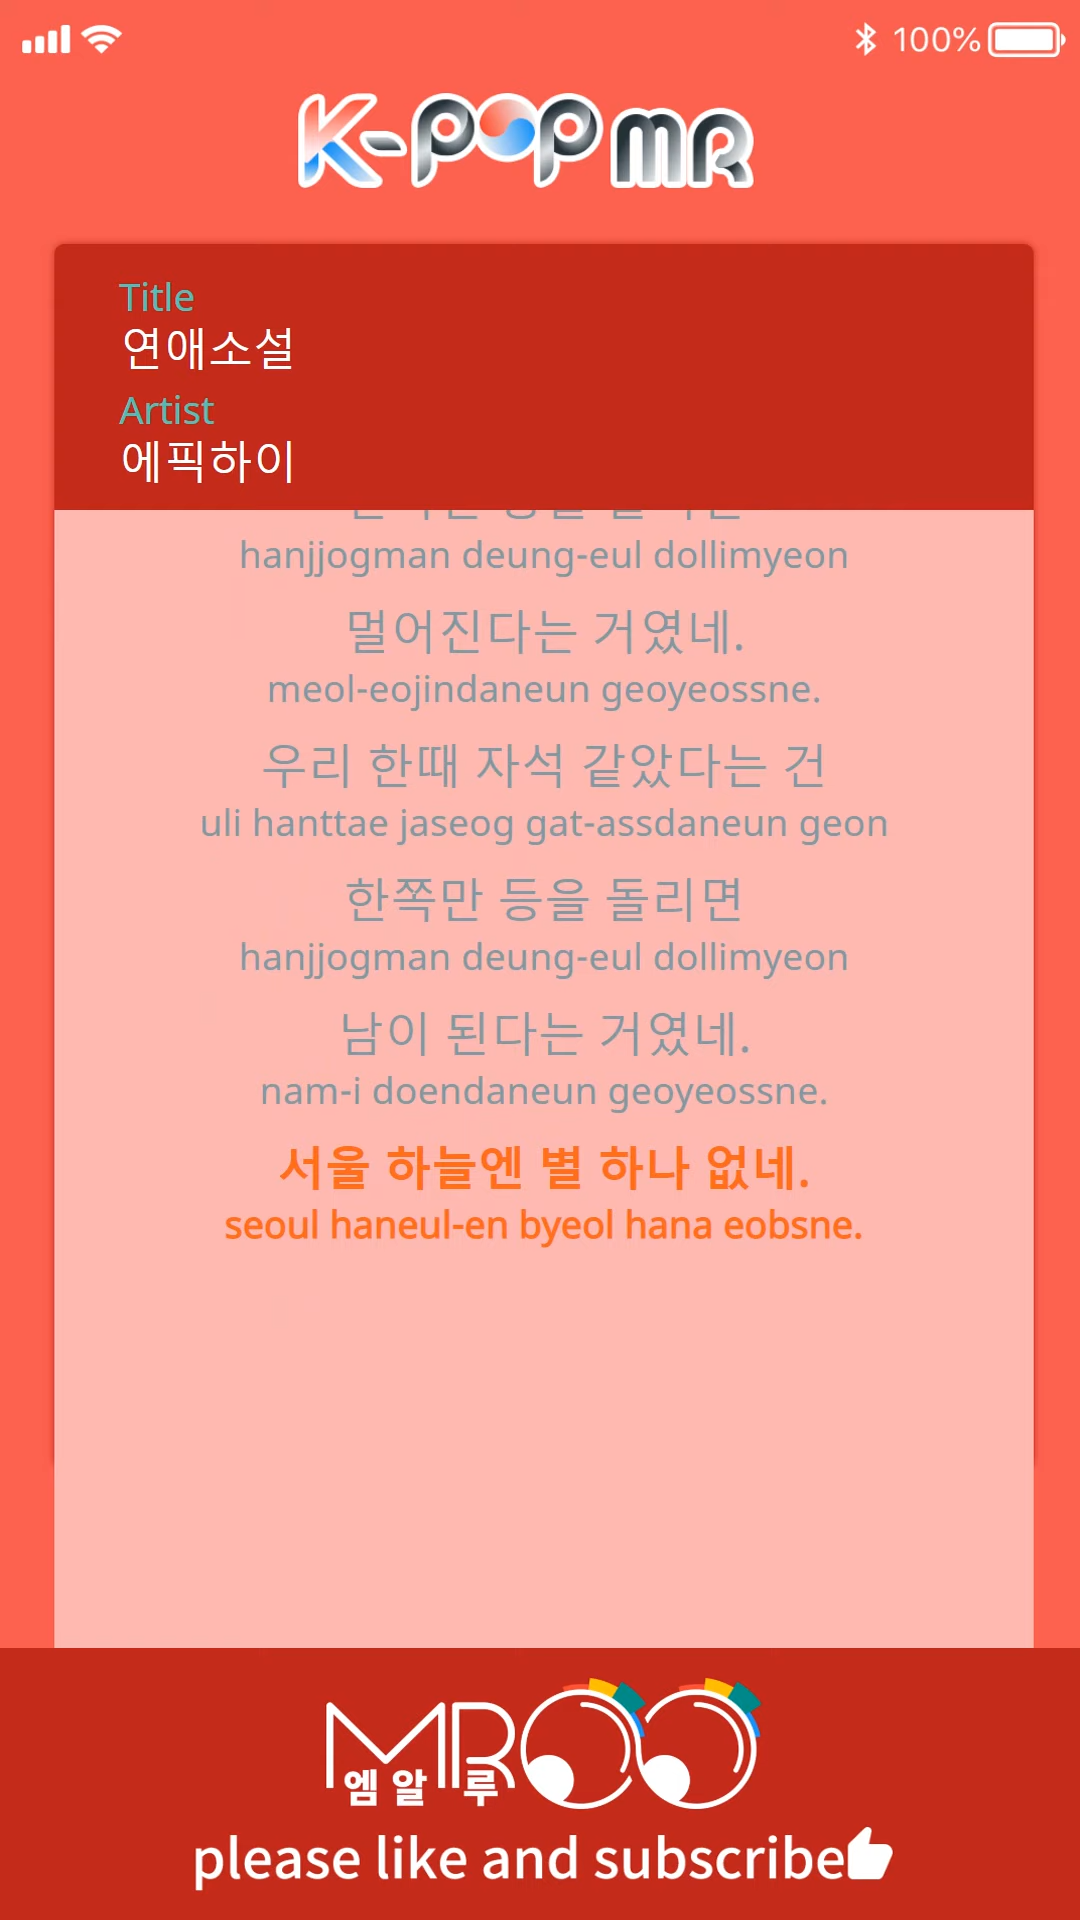 100%
K-POP MR
Title
연애소설
Artist
에픽하이
hanjjogman deung-eul dollimyeon
멀어진다는 거였네.
meol-eojindaneun geoyeossne.
우리 한때 자석 같았다는 건
uli hanttae jaseog gat-assdaneun geon
한쪽만 등을 돌리면
hanjjogman deung-eul dollimyeon
남이 된다는 거였네.
nam-i doendaneun geoyeossne.
서울 하늘엔 별 하나 없네.
seoul haneul-en byeol hana eobsne.
MROO
엠 알 루
please like and subscribe